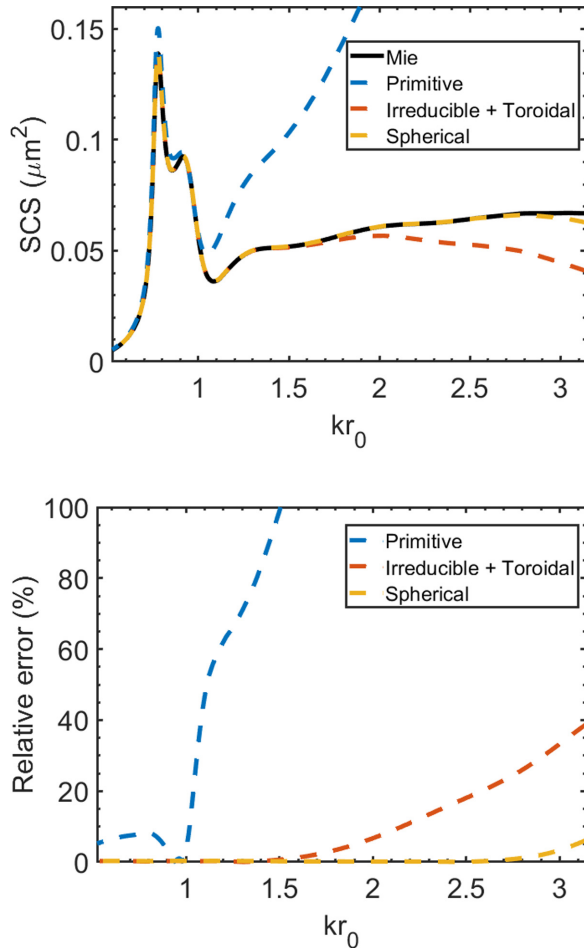 0.15
0.1
0.05
0
SCS (μm²)
Mie
Primitive
Irreducible + Toroidal
Spherical
1 1.5 2 2.5 3
kr₀
100
80
60
40
20
0
Relative error (%)
Primitive
Irreducible + Toroidal
Spherical
1 1.5 2 2.5 3
kr₀